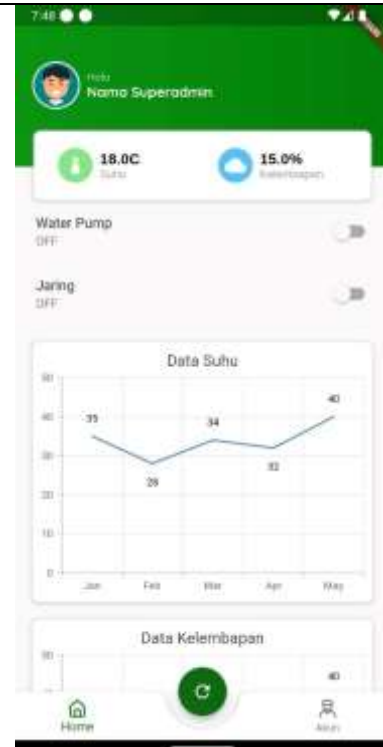 7:48
Halo
Nama Superadmin
18.0C
Suhu
15.0%
Kelembapan
Water Pump
OFF
Jaring
OFF
Data Suhu
50
40
30
20
10
0
35
28
34
32
40
Jan
Feb
Mar
Apr
May
Data Kelembapan
50
40
Home
Akun